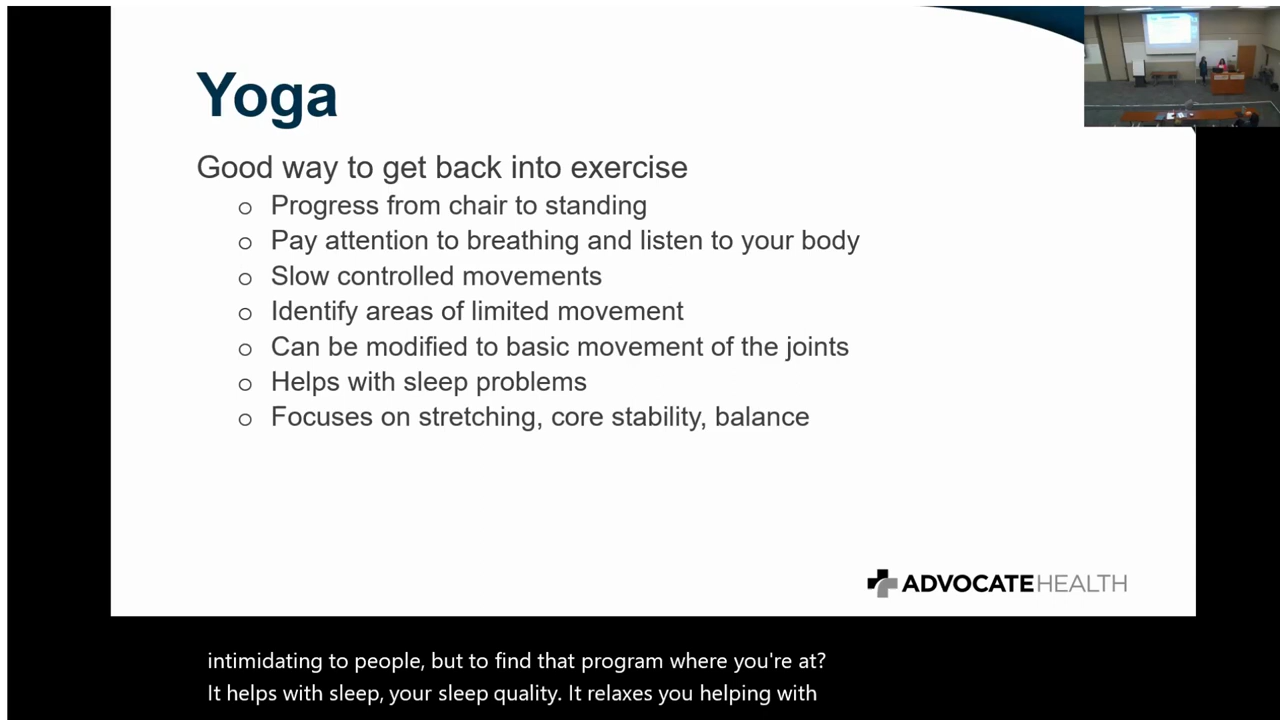 Yoga
Good way to get back into exercise
o Progress from chair to standing
o Pay attention to breathing and listen to your body
o Slow controlled movements
o Identify areas of limited movement
o Can be modified to basic movement of the joints
o Helps with sleep problems
o Focuses on stretching, core stability, balance
ADVOCATEHEALTH
intimidating to people, but to find that program where you're at?
It helps with sleep, your sleep quality. It relaxes you helping with